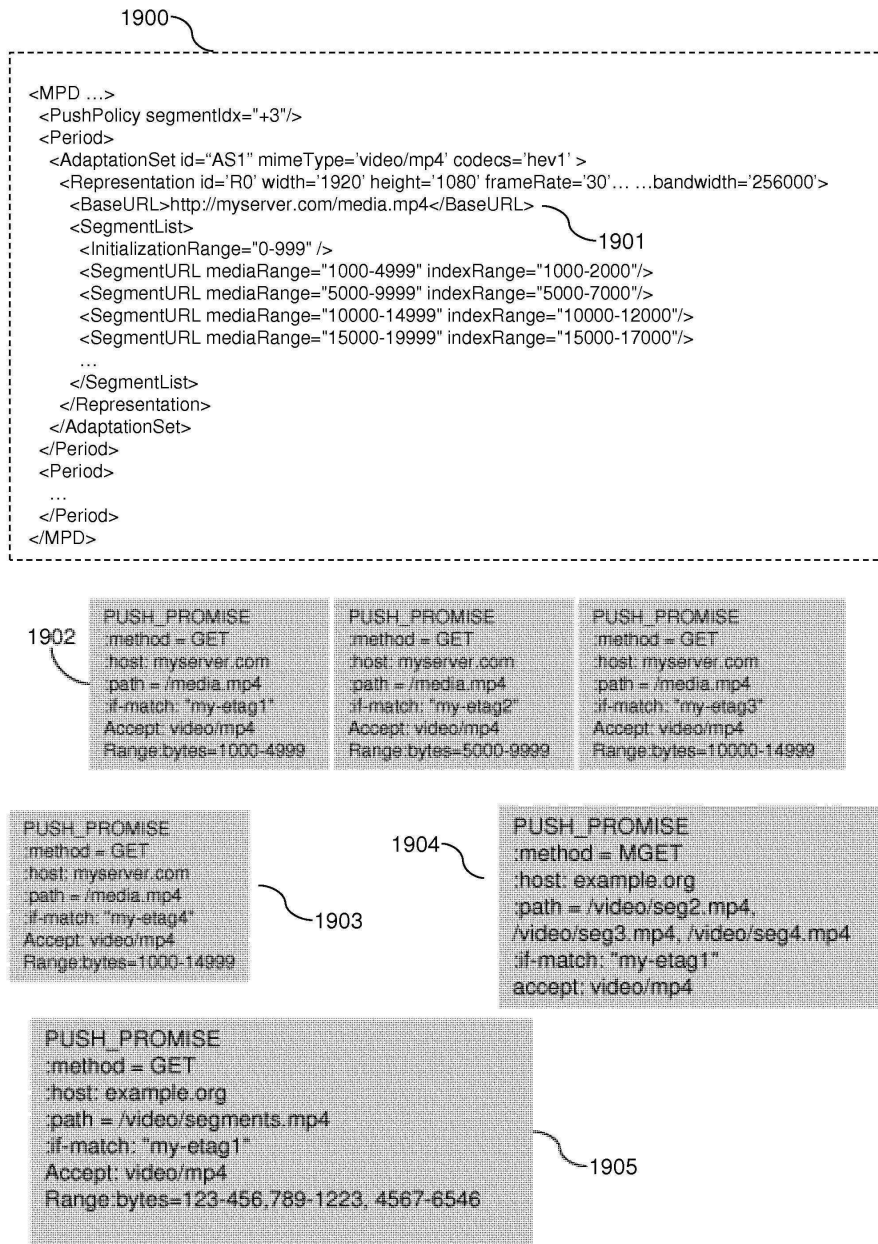 1900
<MPD ...>
<PushPolicy segmentIdx="+3"/>
<Period>
<AdaptationSet id=“AS1” mimeType='video/mp4' codecs='hev1' >
<Representation id='R0' width='1920' height='1080' frameRate='30'... ...bandwidth='256000'>
<BaseURL>http://myserver.com/media.mp4</BaseURL>
1901
<SegmentList>
<InitializationRange="0-999" />
<SegmentURL mediaRange="1000-4999" indexRange="1000-2000"/>
<SegmentURL mediaRange="5000-9999" indexRange="5000-7000"/>
<SegmentURL mediaRange="10000-14999" indexRange="10000-12000"/>
<SegmentURL mediaRange="15000-19999" indexRange="15000-17000"/>
...
</SegmentList>
</Representation>
</AdaptationSet>
</Period>
<Period>
...
</Period>
</MPD>
1902
PUSH_PROMISE
:method = GET
:host: myserver.com
:path = /media.mp4
:if-match: "my-etag1"
Accept: video/mp4
Range:bytes=1000-4999
PUSH_PROMISE
:method = GET
:host: myserver.com
:path = /media.mp4
:if-match: "my-etag2"
Accept: video/mp4
Range:bytes=5000-9999
PUSH_PROMISE
:method = GET
:host: myserver.com
:path = /media.mp4
:if-match: "my-etag3"
Accept: video/mp4
Range:bytes=10000-14999
PUSH_PROMISE
:method = GET
:host: myserver.com
:path = /media.mp4
:if-match: "my-etag4"
Accept: video/mp4
Range:bytes=1000-14999
1903
1904
PUSH_PROMISE
:method = MGET
:host: example.org
:path = /video/seg2.mp4,
/video/seg3.mp4, /video/seg4.mp4
:if-match: "my-etag1"
accept: video/mp4
PUSH_PROMISE
:method = GET
:host: example.org
:path = /video/segments.mp4
:if-match: "my-etag1"
Accept: video/mp4
Range:bytes=123-456,789-1223, 4567-6546
1905